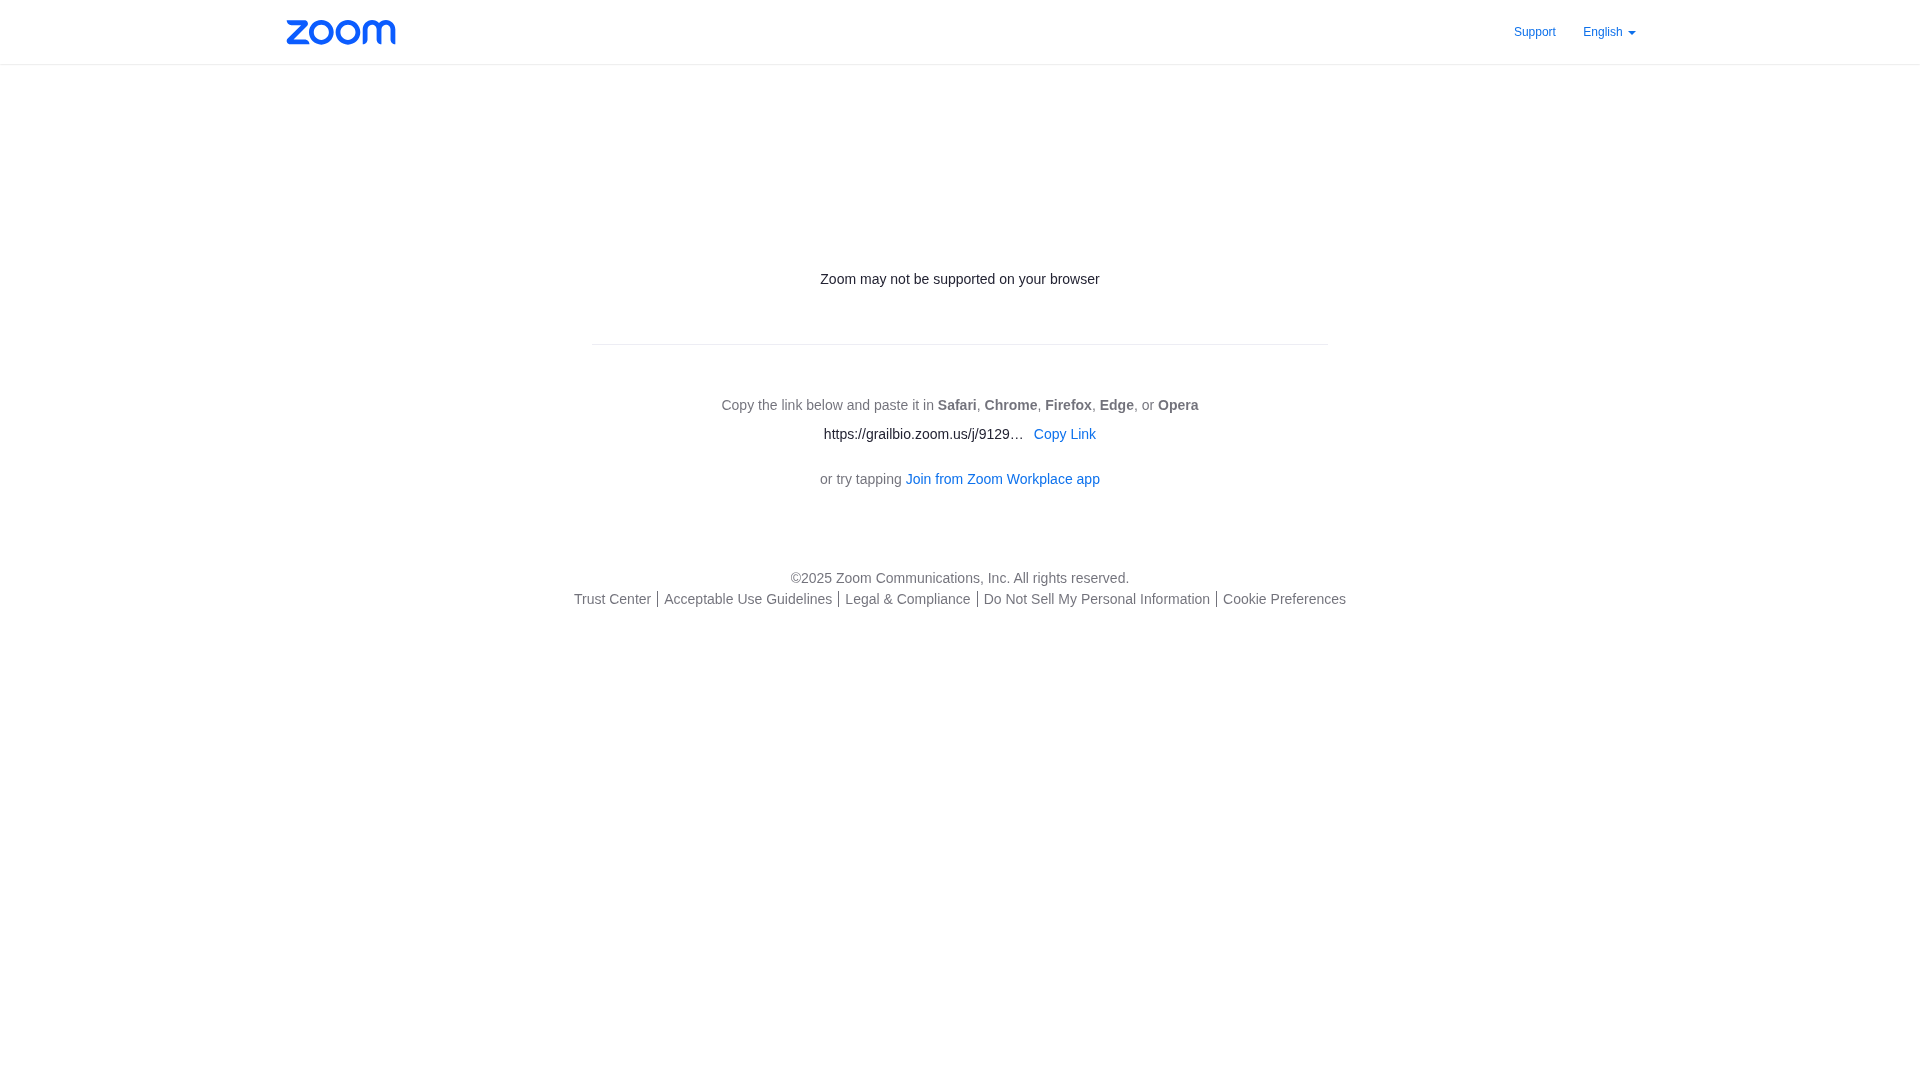 zoom
Support English
Zoom may not be supported on your browser
Copy the link below and paste it in Safari, Chrome, Firefox, Edge, or Opera
https://grailbio.zoom.us/j/9129… Copy Link
or try tapping Join from Zoom Workplace app
©2025 Zoom Communications, Inc. All rights reserved.
Trust Center | Acceptable Use Guidelines | Legal & Compliance | Do Not Sell My Personal Information | Cookie Preferences